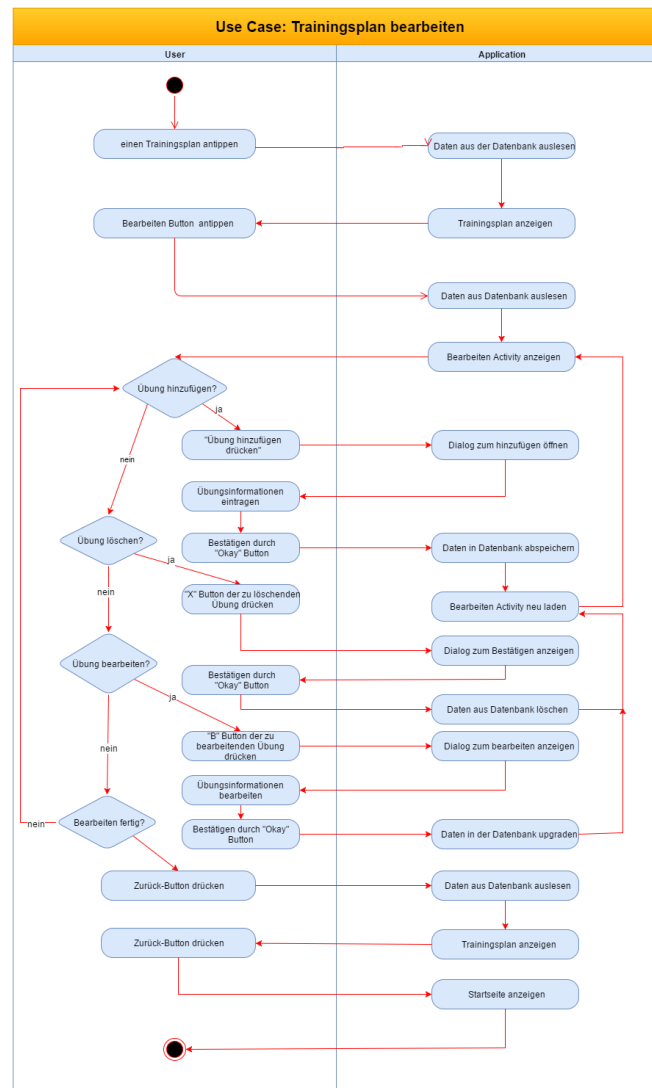 Use Case: Trainingsplan bearbeiten
User
Application
einen Trainingsplan antippen
Daten aus der Datenbank auslesen
Bearbeiten Button antippen
Trainingsplan anzeigen
Daten aus Datenbank auslesen
Bearbeiten Activity anzeigen
Übung hinzufügen?
ja
"Übung hinzufügen
drücken"
Dialog zum hinzufügen öffnen
nein
Übungsinformationen
eintragen
Übung löschen?
Bestätigen durch
"Okay" Button
Daten in Datenbank abspeichern
ja
nein
"X" Button der zu löschenden
Übung drücken
Bearbeiten Activity neu laden
Dialog zum Bestätigen anzeigen
Übung bearbeiten?
Bestätigen durch
"Okay" Button
ja
Daten aus Datenbank löschen
nein
"B" Button der zu
bearbeitenden Übung
drücken
Dialog zum bearbeiten anzeigen
Übungsinformationen
bearbeiten
nein
Bearbeiten fertig?
Bestätigen durch "Okay"
Button
Daten in der Datenbank upgraden
Zurück-Button drücken
Daten aus Datenbank auslesen
Zurück-Button drücken
Trainingsplan anzeigen
Startseite anzeigen